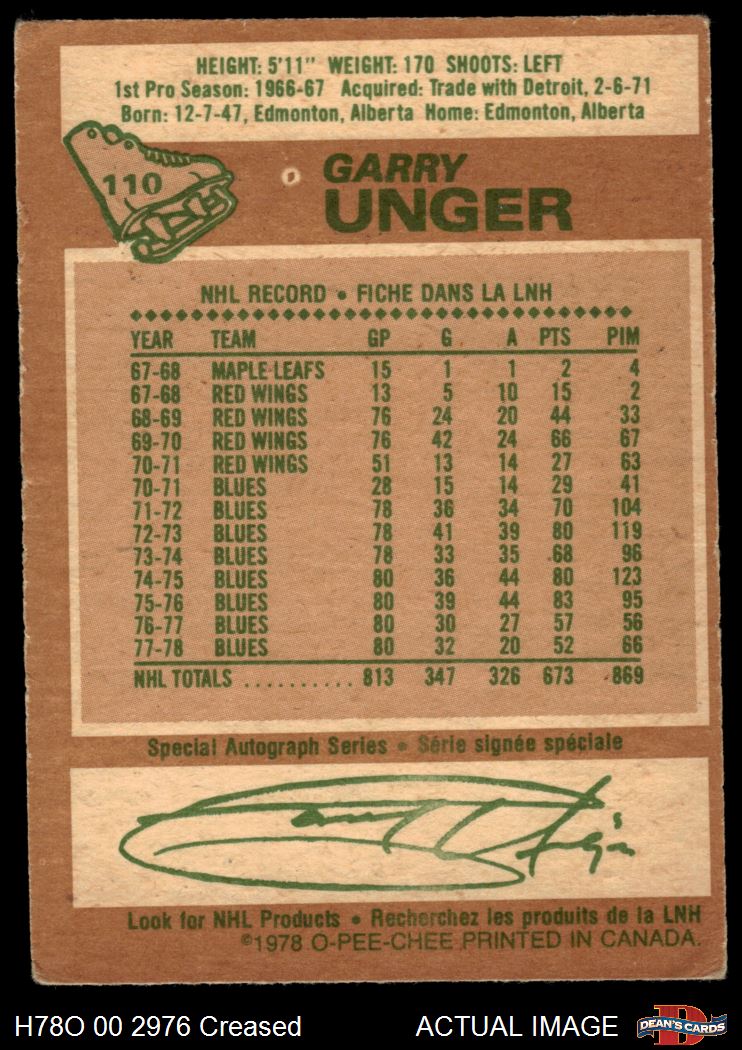 HEIGHT: 5'11" WEIGHT: 170 SHOOTS: LEFT
1st Pro Season: 1966-67 Acquired: Trade with Detroit, 2-6-71
Born: 12-7-47, Edmonton, Alberta Home: Edmonton, Alberta
110
GARRY
UNGER
NHL RECORD • FICHE DANS LA LNH
YEAR TEAM GP G A PTS PIM
67-68 MAPLE LEAFS 15 1 1 2 4
67-68 RED WINGS 13 5 10 15 2
68-69 RED WINGS 76 24 20 44 33
69-70 RED WINGS 76 42 24 66 67
70-71 RED WINGS 51 13 14 27 63
70-71 BLUES 28 15 14 29 41
71-72 BLUES 78 36 34 70 104
72-73 BLUES 78 41 39 80 119
73-74 BLUES 78 33 35 68 96
74-75 BLUES 80 36 44 80 123
75-76 BLUES 80 39 44 83 95
76-77 BLUES 80 30 27 57 56
77-78 BLUES 80 32 20 52 66
NHL TOTALS .......... 813 347 326 673 869
Special Autograph Series • Série signée spéciale
Look for NHL Products • Recherchez les produits de la LNH
©1978 O-PEE-CHEE PRINTED IN CANADA.
H78O 00 2976 Creased ACTUAL IMAGE
D
DEAN'S CARDS